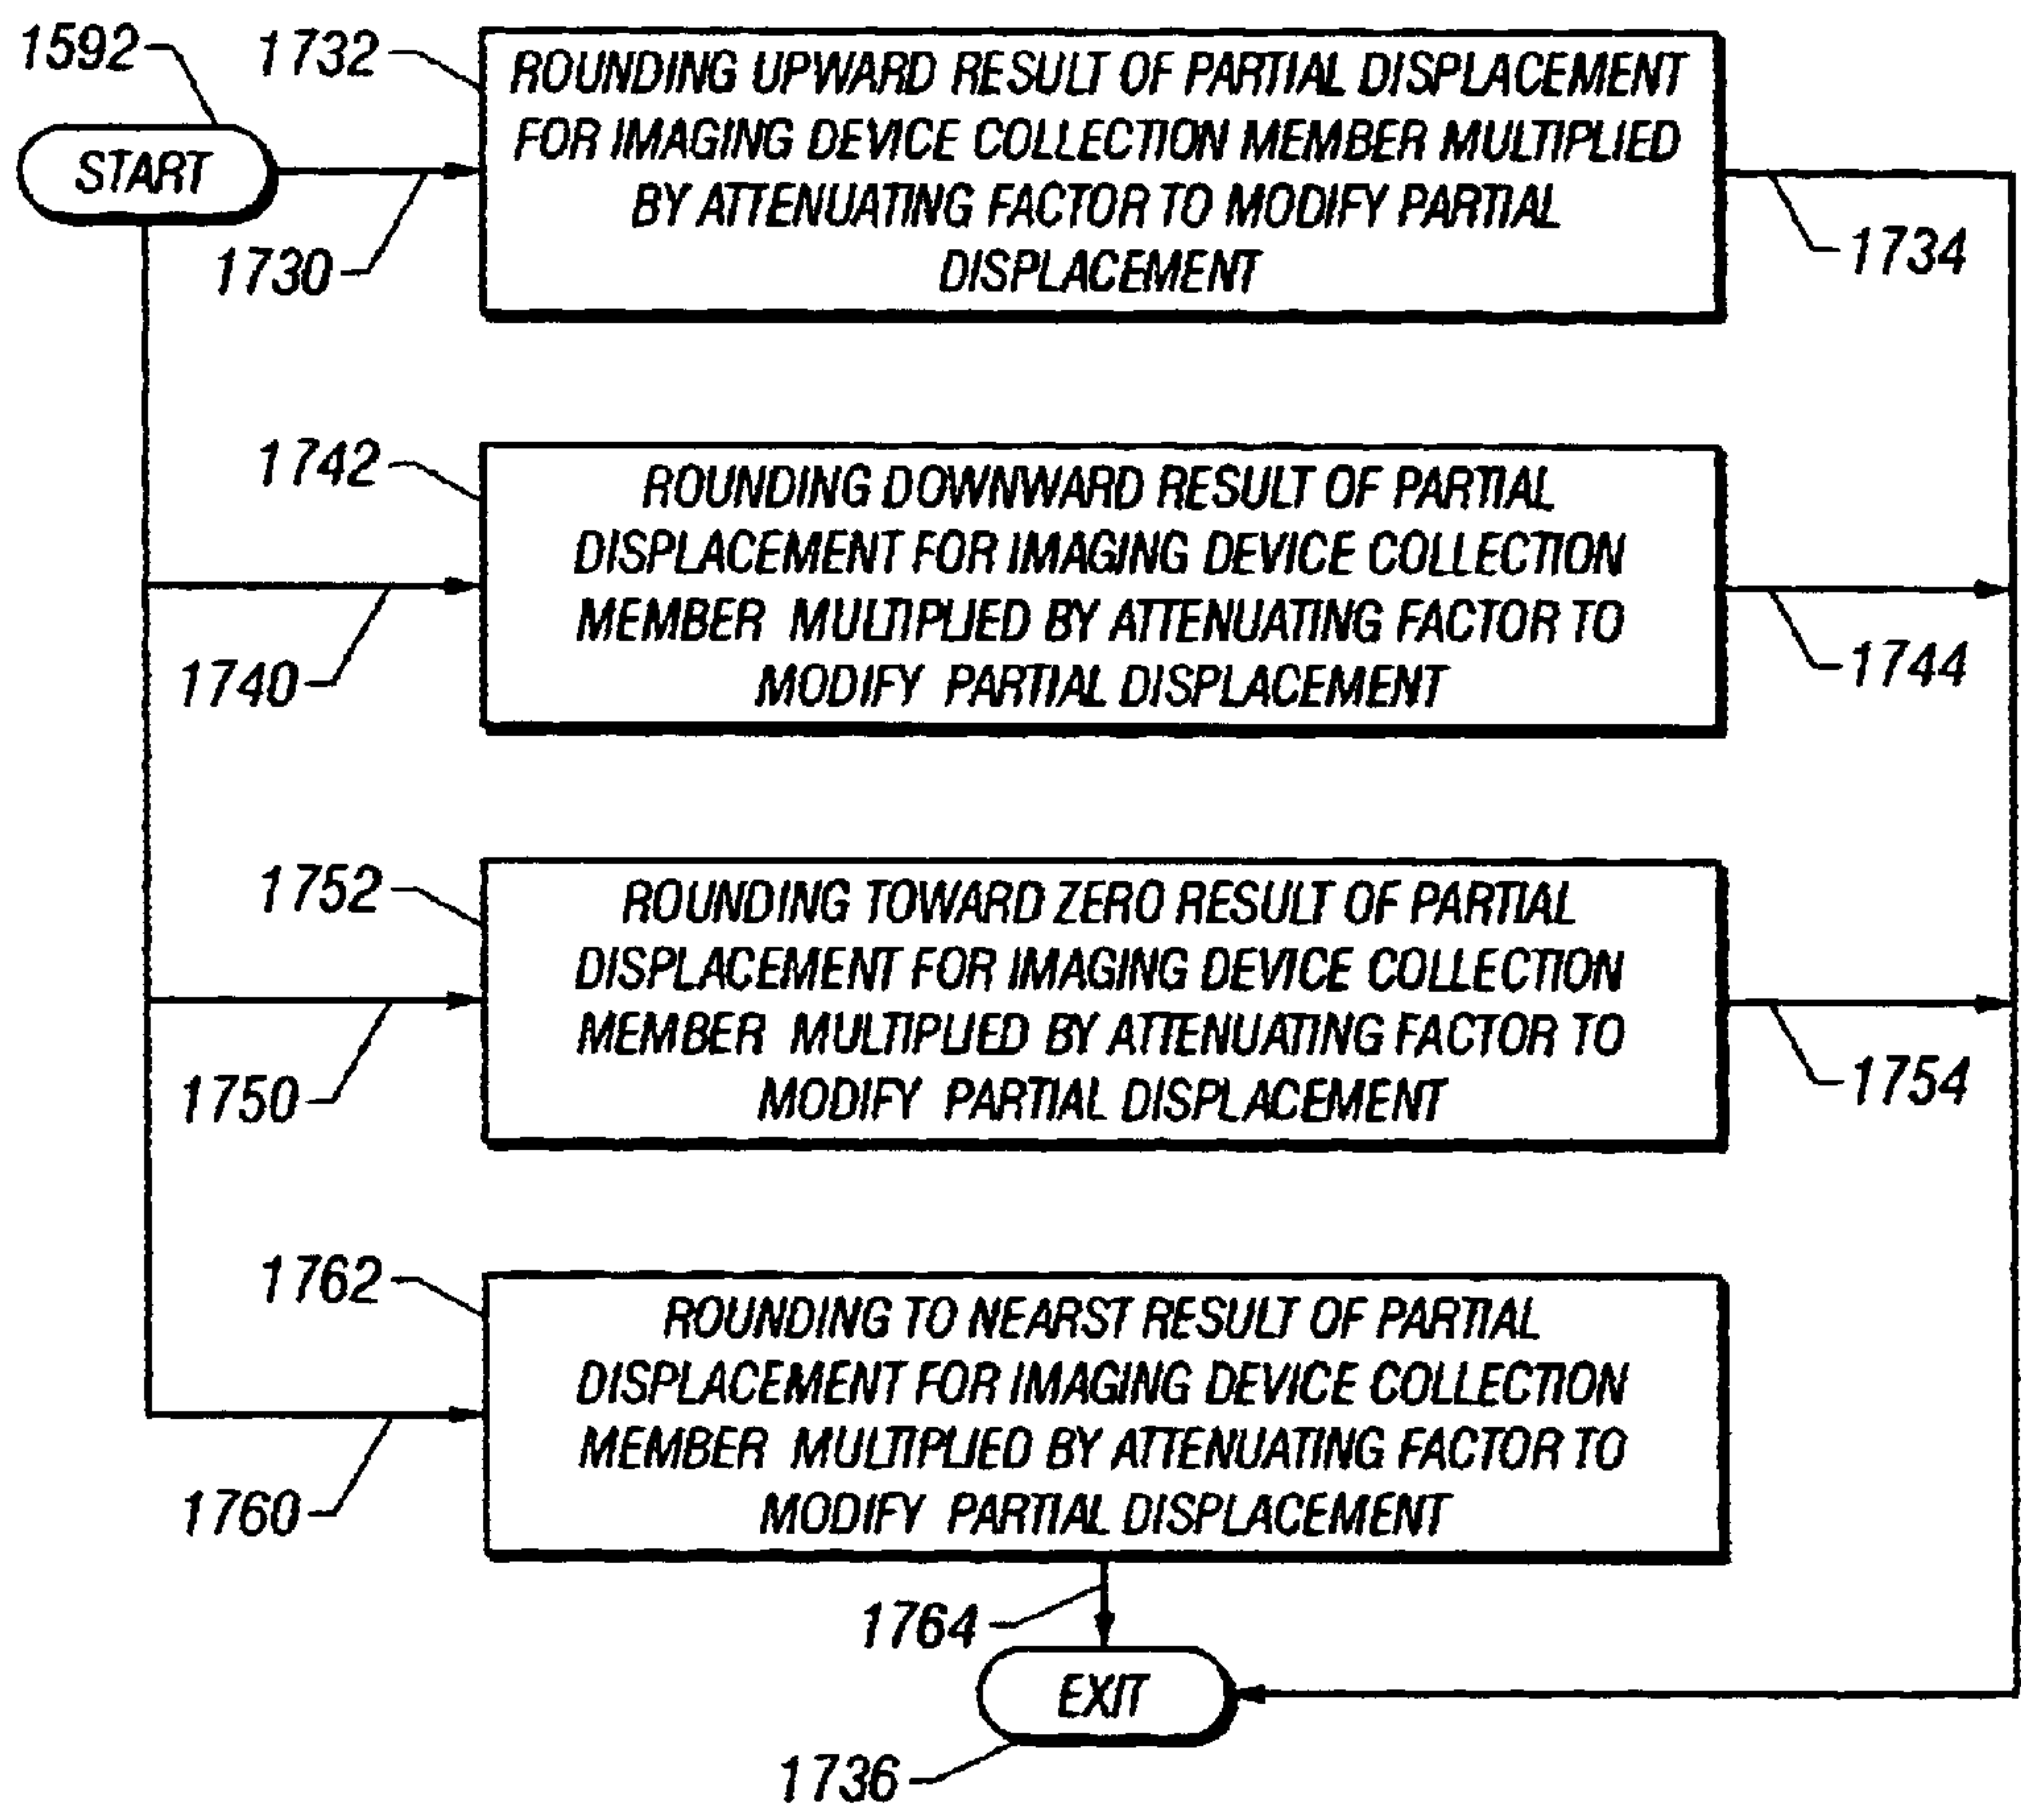 1592
1732
START
1730
ROUNDING UPWARD RESULT OF PARTIAL DISPLACEMENT
FOR IMAGING DEVICE COLLECTION MEMBER MULTIPLIED
BY ATTENUATING FACTOR TO MODIFY PARTIAL
DISPLACEMENT
1734
1742
ROUNDING DOWNWARD RESULT OF PARTIAL
DISPLACEMENT FOR IMAGING DEVICE COLLECTION
MEMBER MULTIPLIED BY ATTENUATING FACTOR TO
MODIFY PARTIAL DISPLACEMENT
1740
1744
1752
ROUNDING TOWARD ZERO RESULT OF PARTIAL
DISPLACEMENT FOR IMAGING DEVICE COLLECTION
MEMBER MULTIPLIED BY ATTENUATING FACTOR TO
MODIFY PARTIAL DISPLACEMENT
1750
1754
1762
ROUNDING TO NEARST RESULT OF PARTIAL
DISPLACEMENT FOR IMAGING DEVICE COLLECTION
MEMBER MULTIPLIED BY ATTENUATING FACTOR TO
MODIFY PARTIAL DISPLACEMENT
1760
1764
EXIT
1736